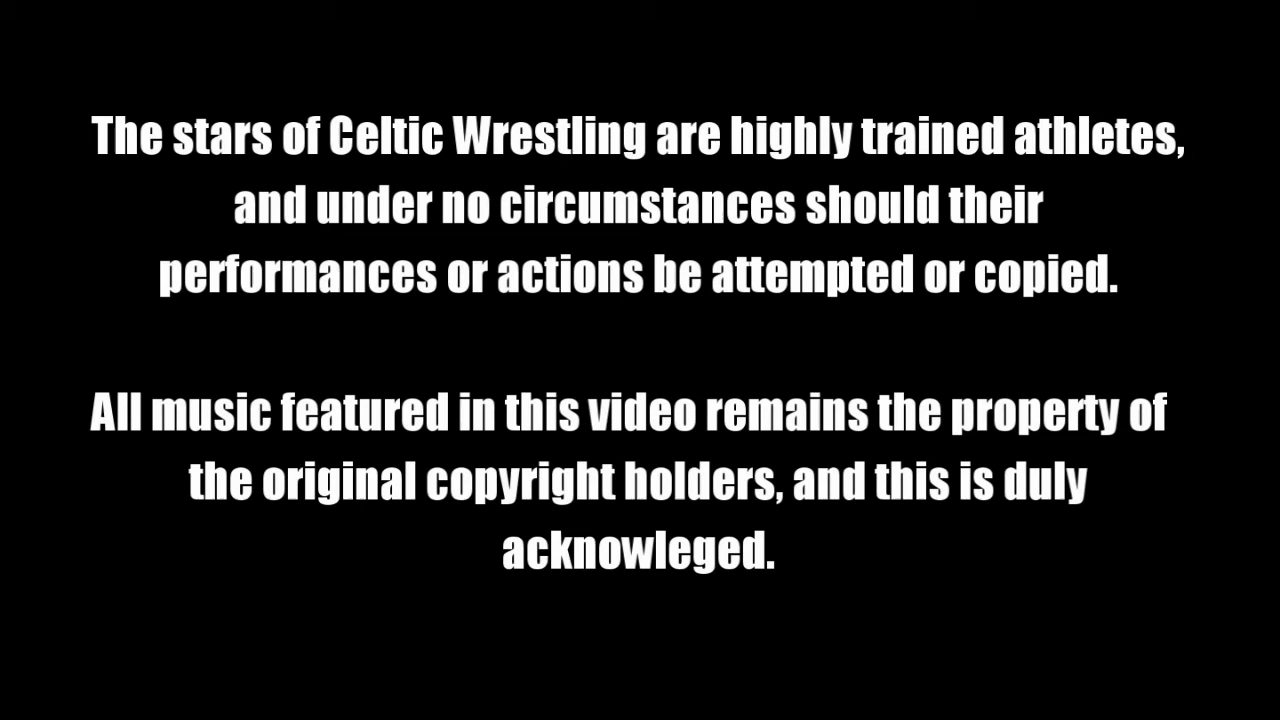 The stars of Celtic Wrestling are highly trained athletes,
and under no circumstances should their
performances or actions be attempted or copied.
All music featured in this video remains the property of
the original copyright holders, and this is duly
acknowleged.